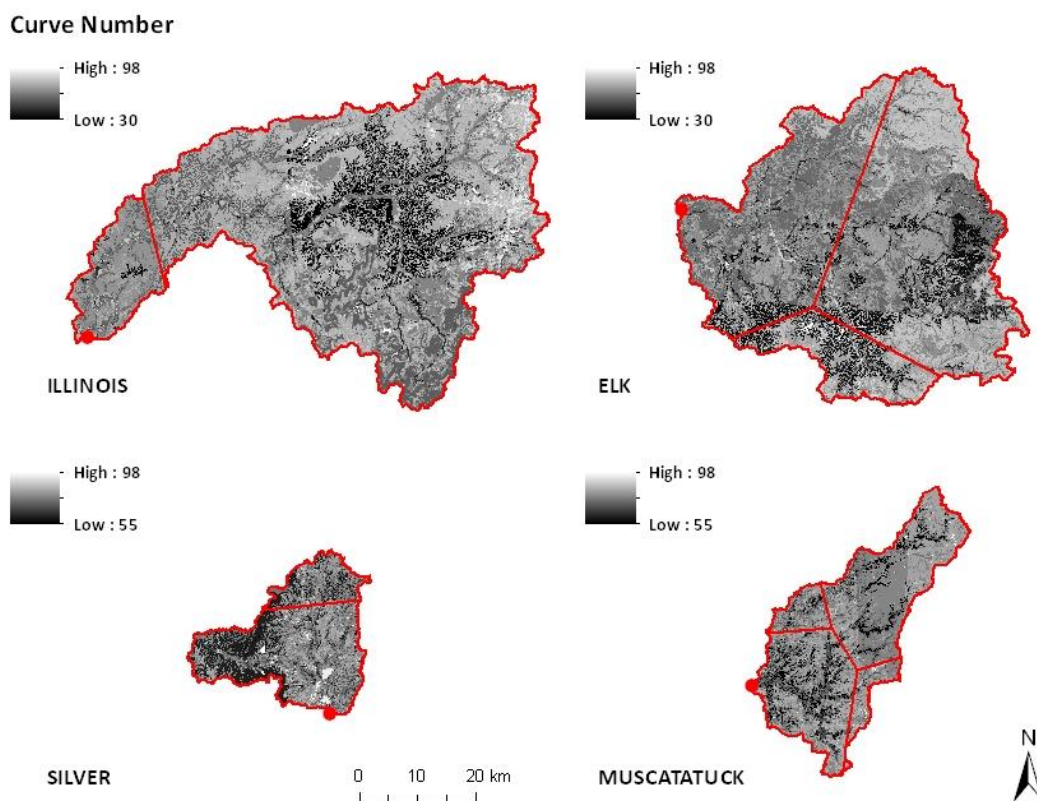 Curve Number
High : 98
Low : 30
ILLINOIS
High : 98
Low : 30
ELK
High : 98
Low : 55
SILVER
0 10 20 km
High : 98
Low : 55
MUSCATATUCK
N